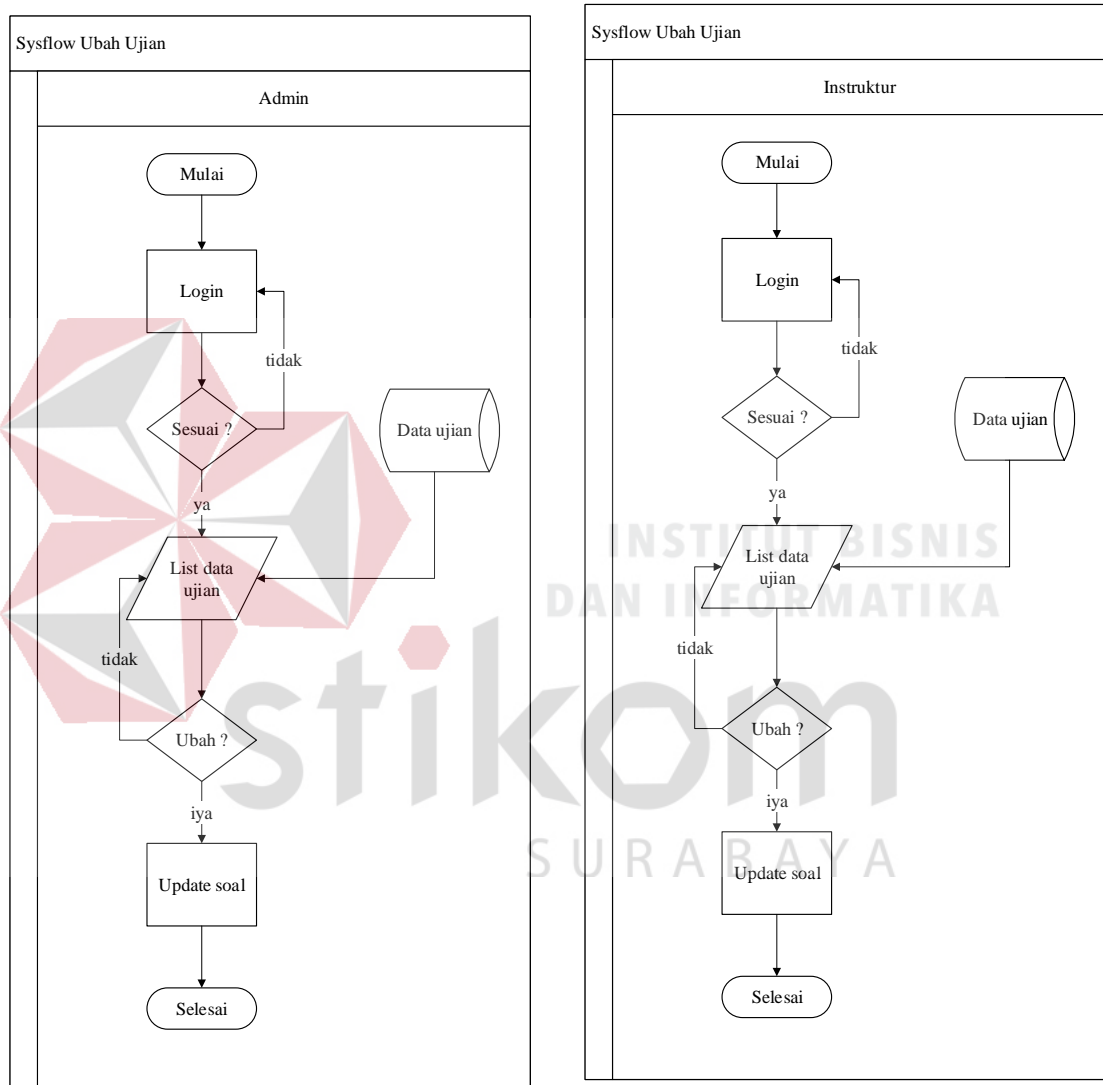 Sysflow Ubah Ujian
Admin
Mulai
Login
tidak
Sesuai ?
Data ujian
ya
List data
ujian
tidak
Ubah ?
iya
Update soal
Selesai
Sysflow Ubah Ujian
Instruktur
Mulai
Login
tidak
Sesuai ?
Data ujian
ya
List data
ujian
tidak
Ubah ?
iya
Update soal
Selesai
INSTITUT BISNIS
DAN INFORMATIKA
stikom
SURABAYA